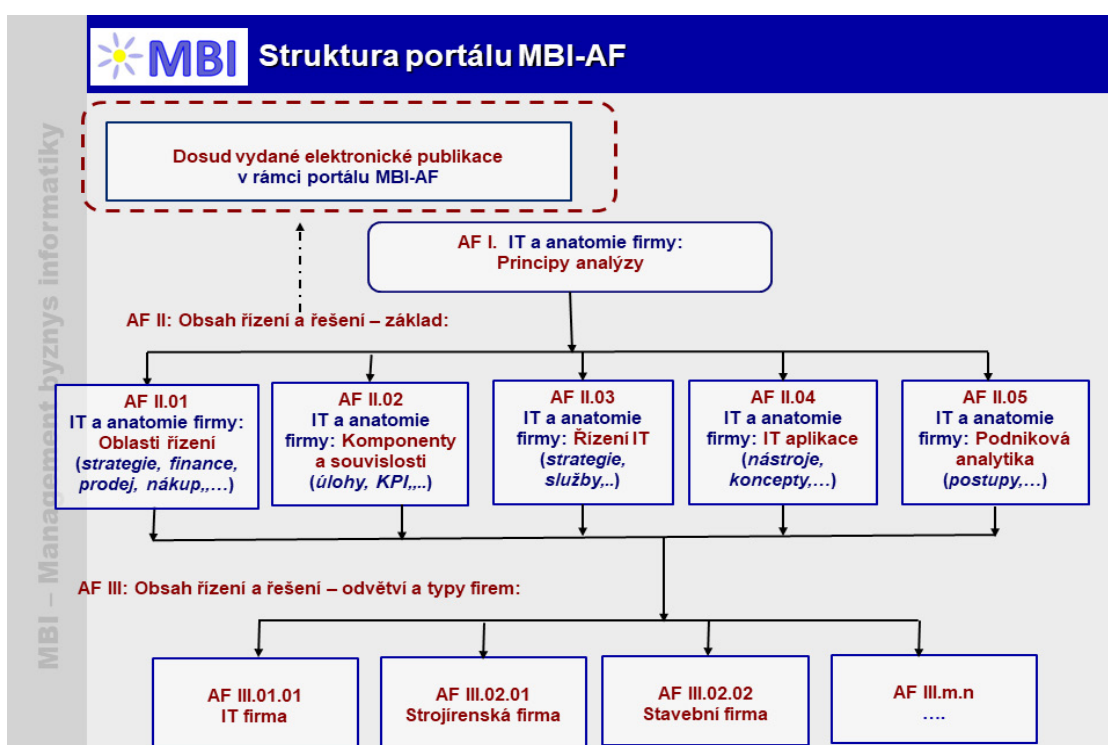 MBI
Struktura portálu MBI-AF
MBI – Management byznys informatiky
Dosud vydané elektronické publikace
v rámci portálu MBI-AF
AF I. IT a anatomie firmy:
Principy analýzy
AF II: Obsah řízení a řešení – základ:
AF II.01
IT a anatomie firmy:
Oblasti řízení
(strategie, finance,
prodej, nákup,,…)
AF II.02
IT a anatomie
firmy: Komponenty
a souvislosti
(úlohy, KPI,,..)
AF II.03
IT a anatomie
firmy: Řízení IT
(strategie,
služby,..)
AF II.04
IT a anatomie
firmy: IT aplikace
(nástroje,
koncepty,…)
AF II.05
IT a anatomie
firmy: Podniková
analytika
(postupy,…)
AF III: Obsah řízení a řešení – odvětví a typy firem:
AF III.01.01
IT firma
AF III.02.01
Strojírenská firma
AF III.02.02
Stavební firma
AF III.m.n
….